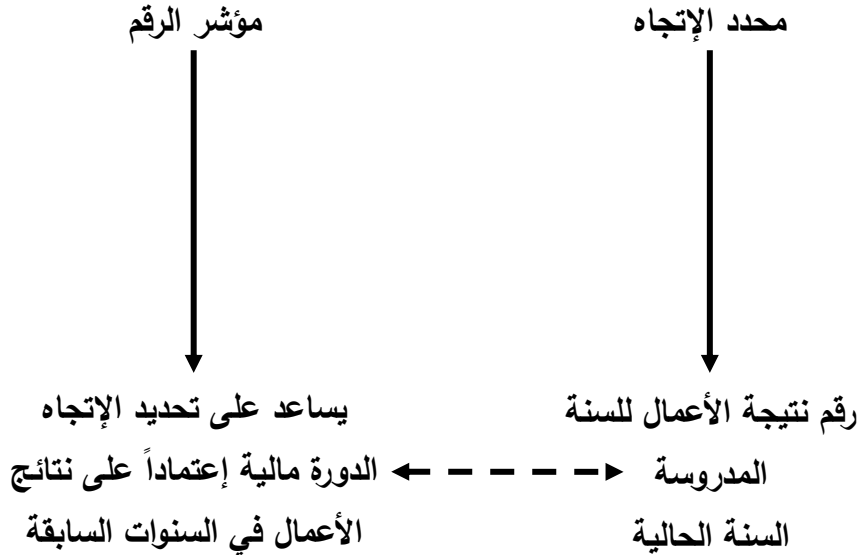 محدد الإتجاه
مؤشر الرقم
رقم نتيجة الأعمال للسنة
المدروسة
السنة الحالية
يساعد على تحديد الإتجاه
الدورة مالية إعتماداً على نتائج
الأعمال في السنوات السابقة